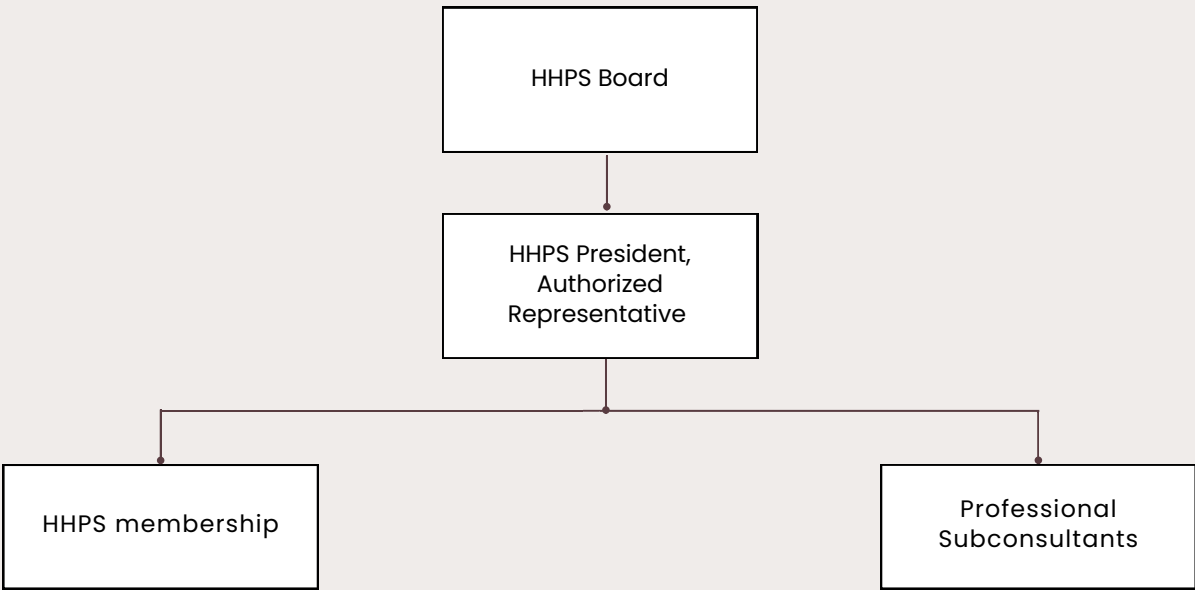 HHPS Board
HHPS President,
Authorized
Representative
HHPS membership
Professional
Subconsultants